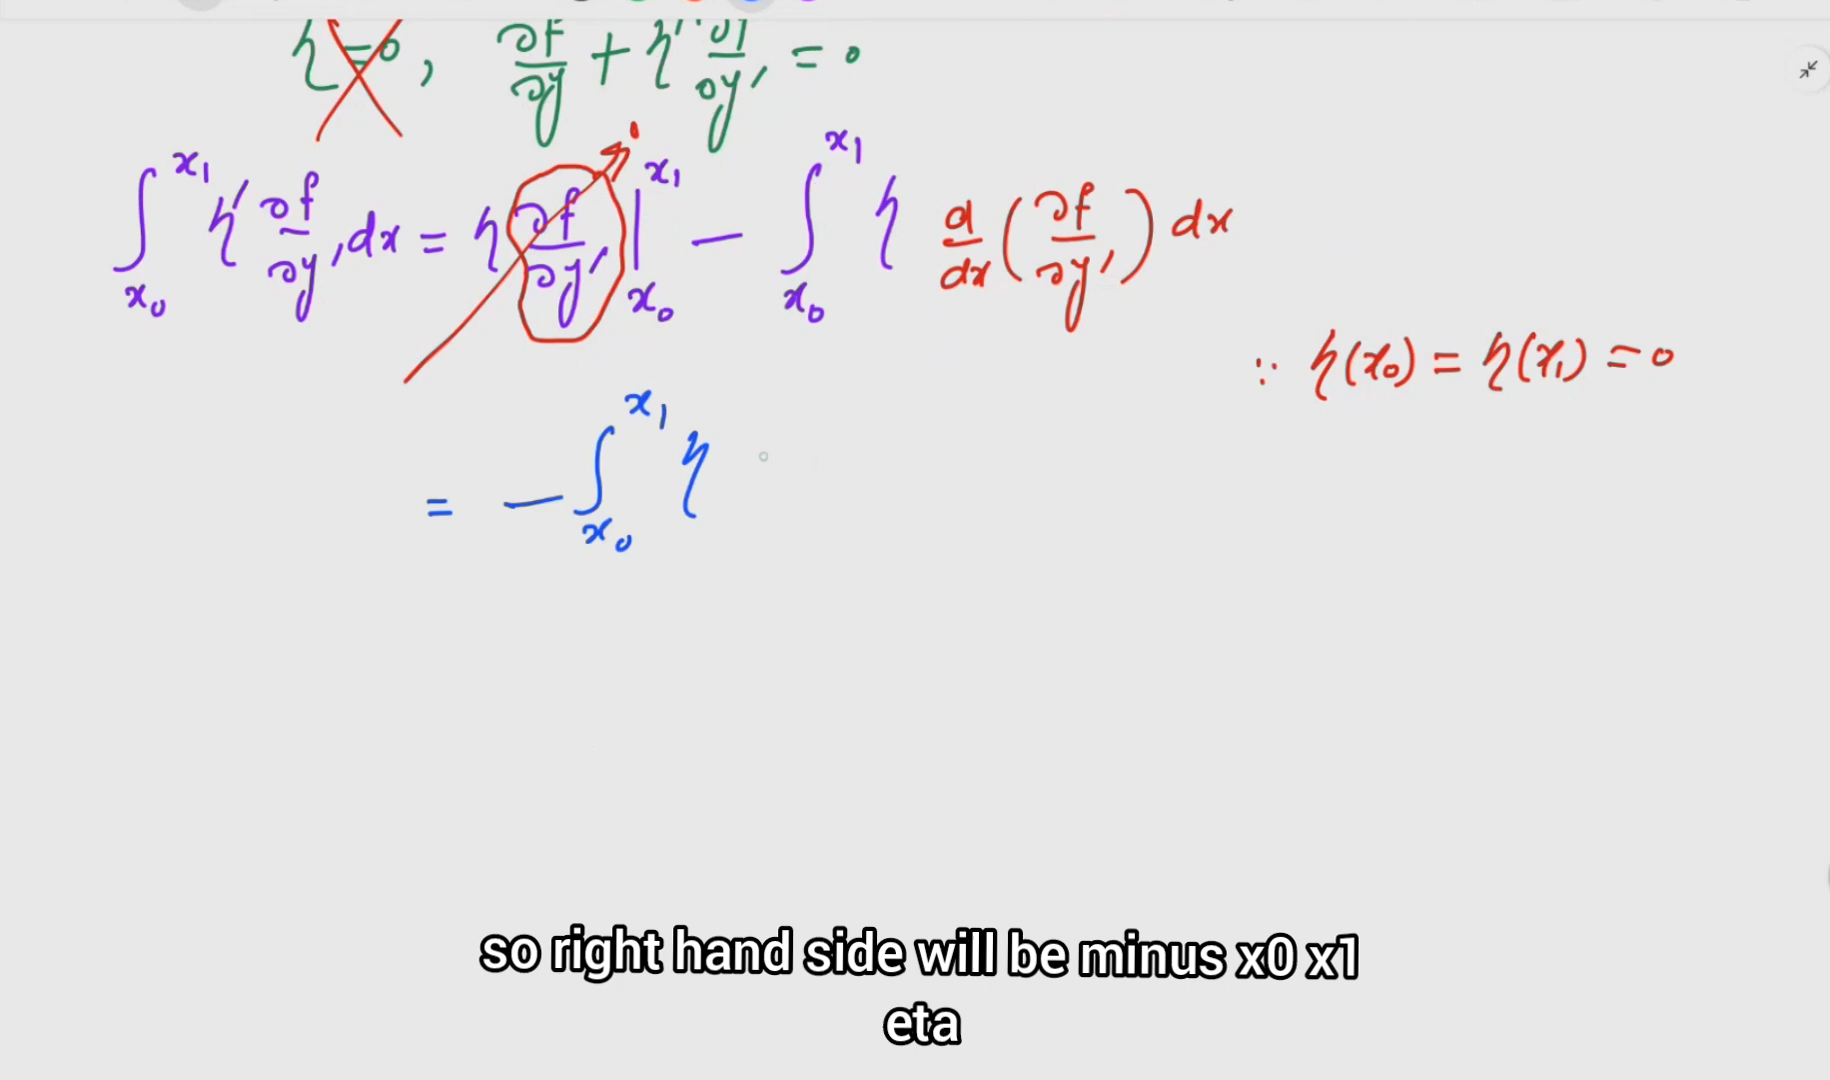 η = 0, ∂f/∂y + η' ∂f/∂y' = 0
∫_{x₀}^{x₁} η' ∂f/∂y' dx = η ∂f/∂y' |_{x₀}^{x₁} − ∫_{x₀}^{x₁} η d/dx (∂f/∂y') dx
∵ η(x₀) = η(x₁) = 0
= − ∫_{x₀}^{x₁} η
so right hand side will be minus x0 x1
eta